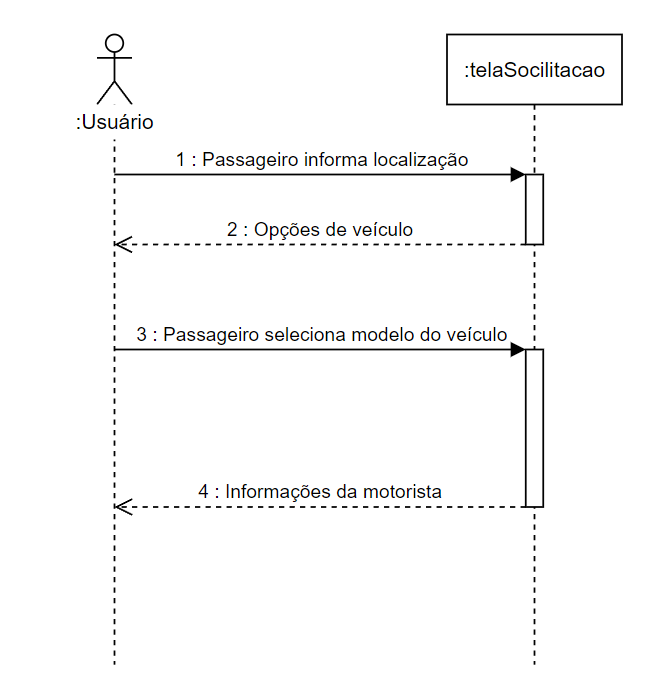 :telaSocilitacao
:Usuário
1 : Passageiro informa localização
2 : Opções de veículo
3 : Passageiro seleciona modelo do veículo
4 : Informações da motorista